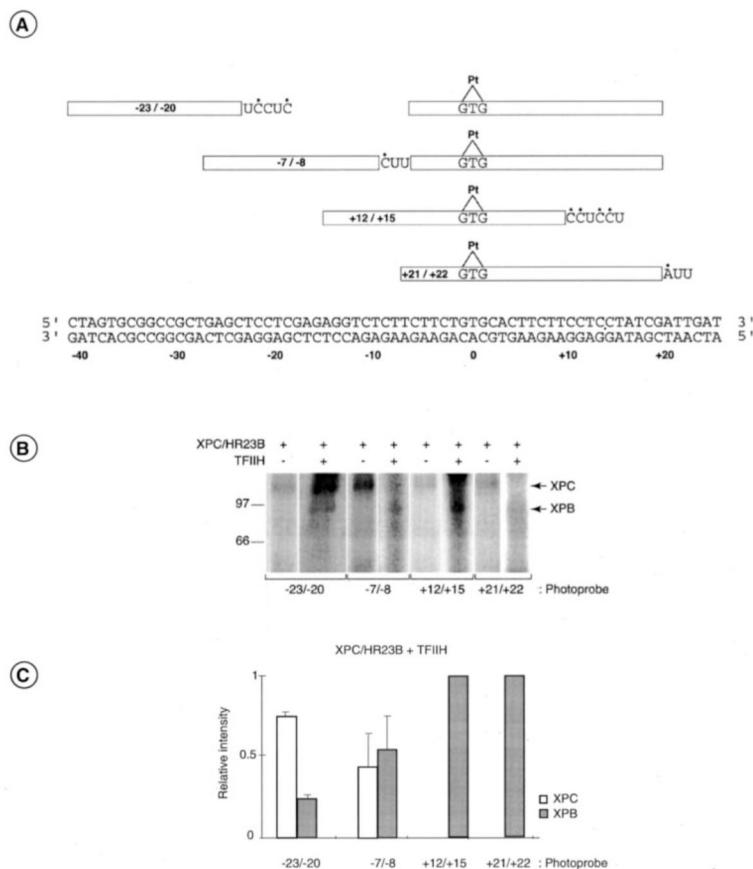 A
Pt
-23 / -20
UCCUC
GTG
Pt
-7 / -8
CUU
GTG
Pt
+12 / +15
GTG
CCUCCU
Pt
+21 / +22
GTG
AUU
5' CTAGTGCGGCCGCTGAGCTCCTCGAGAGGTCTCTTCTTCTGTGCACTTCTTCCTCCTATCGATTGAT 3'
3' GATCACGCCGGCGACTCGAGGAGCTCTCCAGAGAAGAAGACACGTGAAGAAGGAGGATAGCTAACTA 5'
-40 -30 -20 -10 0 +10 +20
B
XPC/HR23B + + + + + + + +
TFIIH - + - + - + - +
XPC
97
XPB
66
-23/-20 -7/-8 +12/+15 +21/+22 : Photoprobe
C
XPC/HR23B + TFIIH
1
0.5
0
Relative intensity
XPC
XPB
-23/-20 -7/-8 +12/+15 +21/+22 : Photoprobe